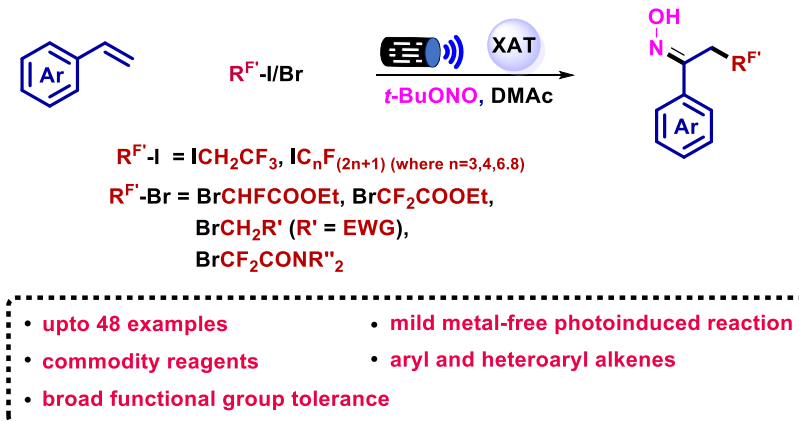 OH
N
XAT
Ar
R^F'-I/Br
R^F'
t-BuONO, DMAc
Ar
R^F'-I = ICH₂CF₃, ICₙF₍₂ₙ₊₁₎ (where n=3,4,6.8)
R^F'-Br = BrCHFCOOEt, BrCF₂COOEt,
BrCH₂R' (R' = EWG),
BrCF₂CONR''₂
• upto 48 examples
• mild metal-free photoinduced reaction
• commodity reagents
• aryl and heteroaryl alkenes
• broad functional group tolerance